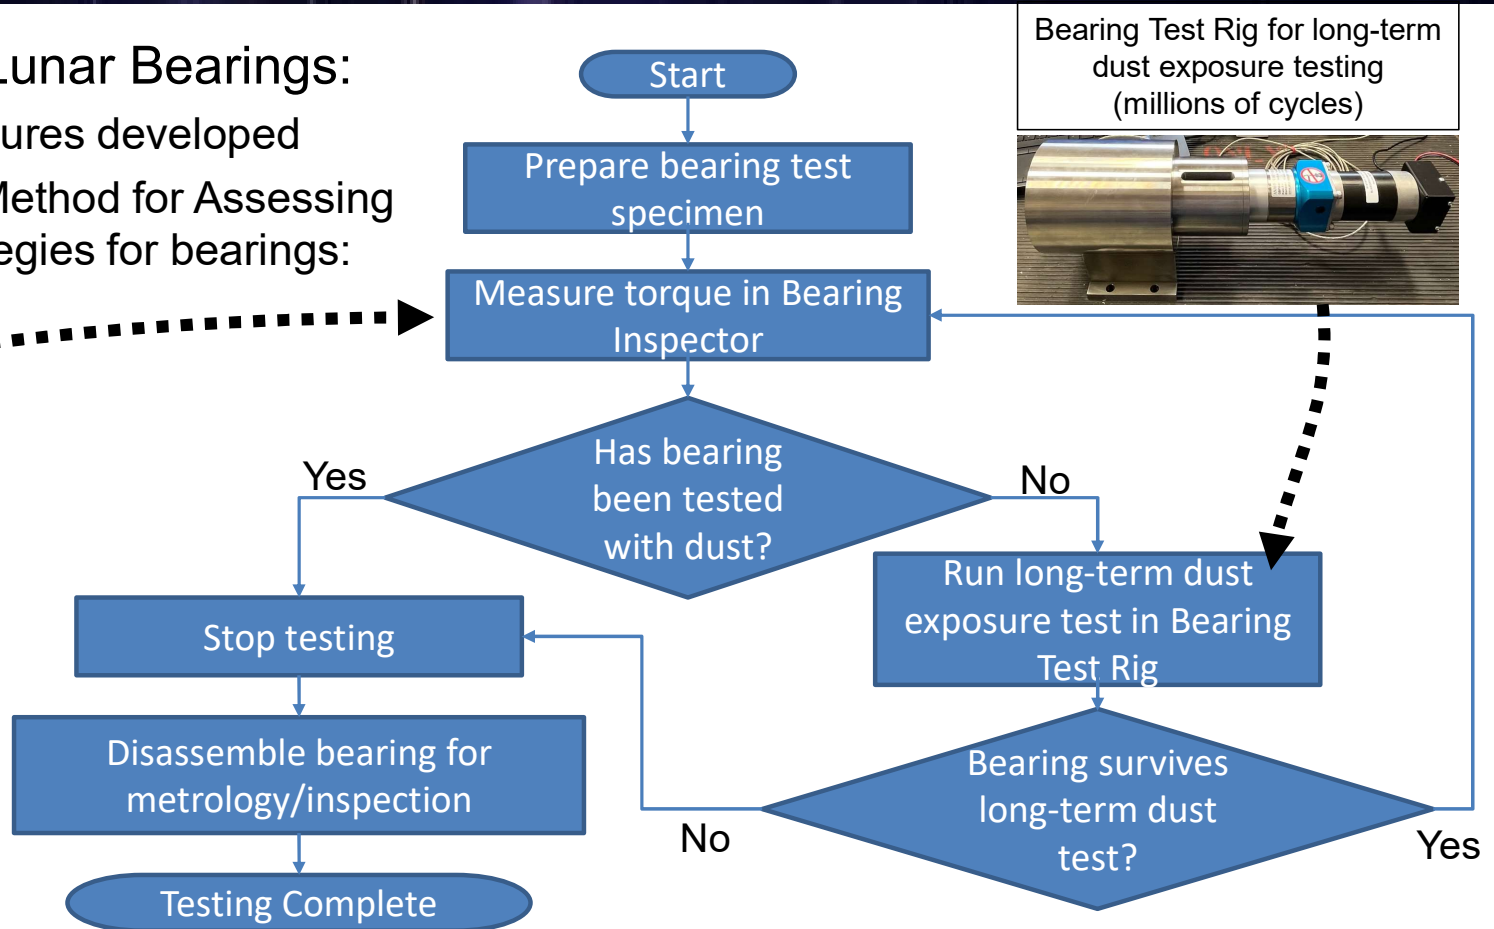 Lunar Bearings:
ures developed
Method for Assessing
egies for bearings:
Bearing Test Rig for long-term
dust exposure testing
(millions of cycles)
Start
Prepare bearing test
specimen
Measure torque in Bearing
Inspector
Has bearing
been tested
with dust?
Yes
No
Run long-term dust
exposure test in Bearing
Test Rig
Stop testing
Bearing survives
long-term dust
test?
No
Yes
Disassemble bearing for
metrology/inspection
Testing Complete